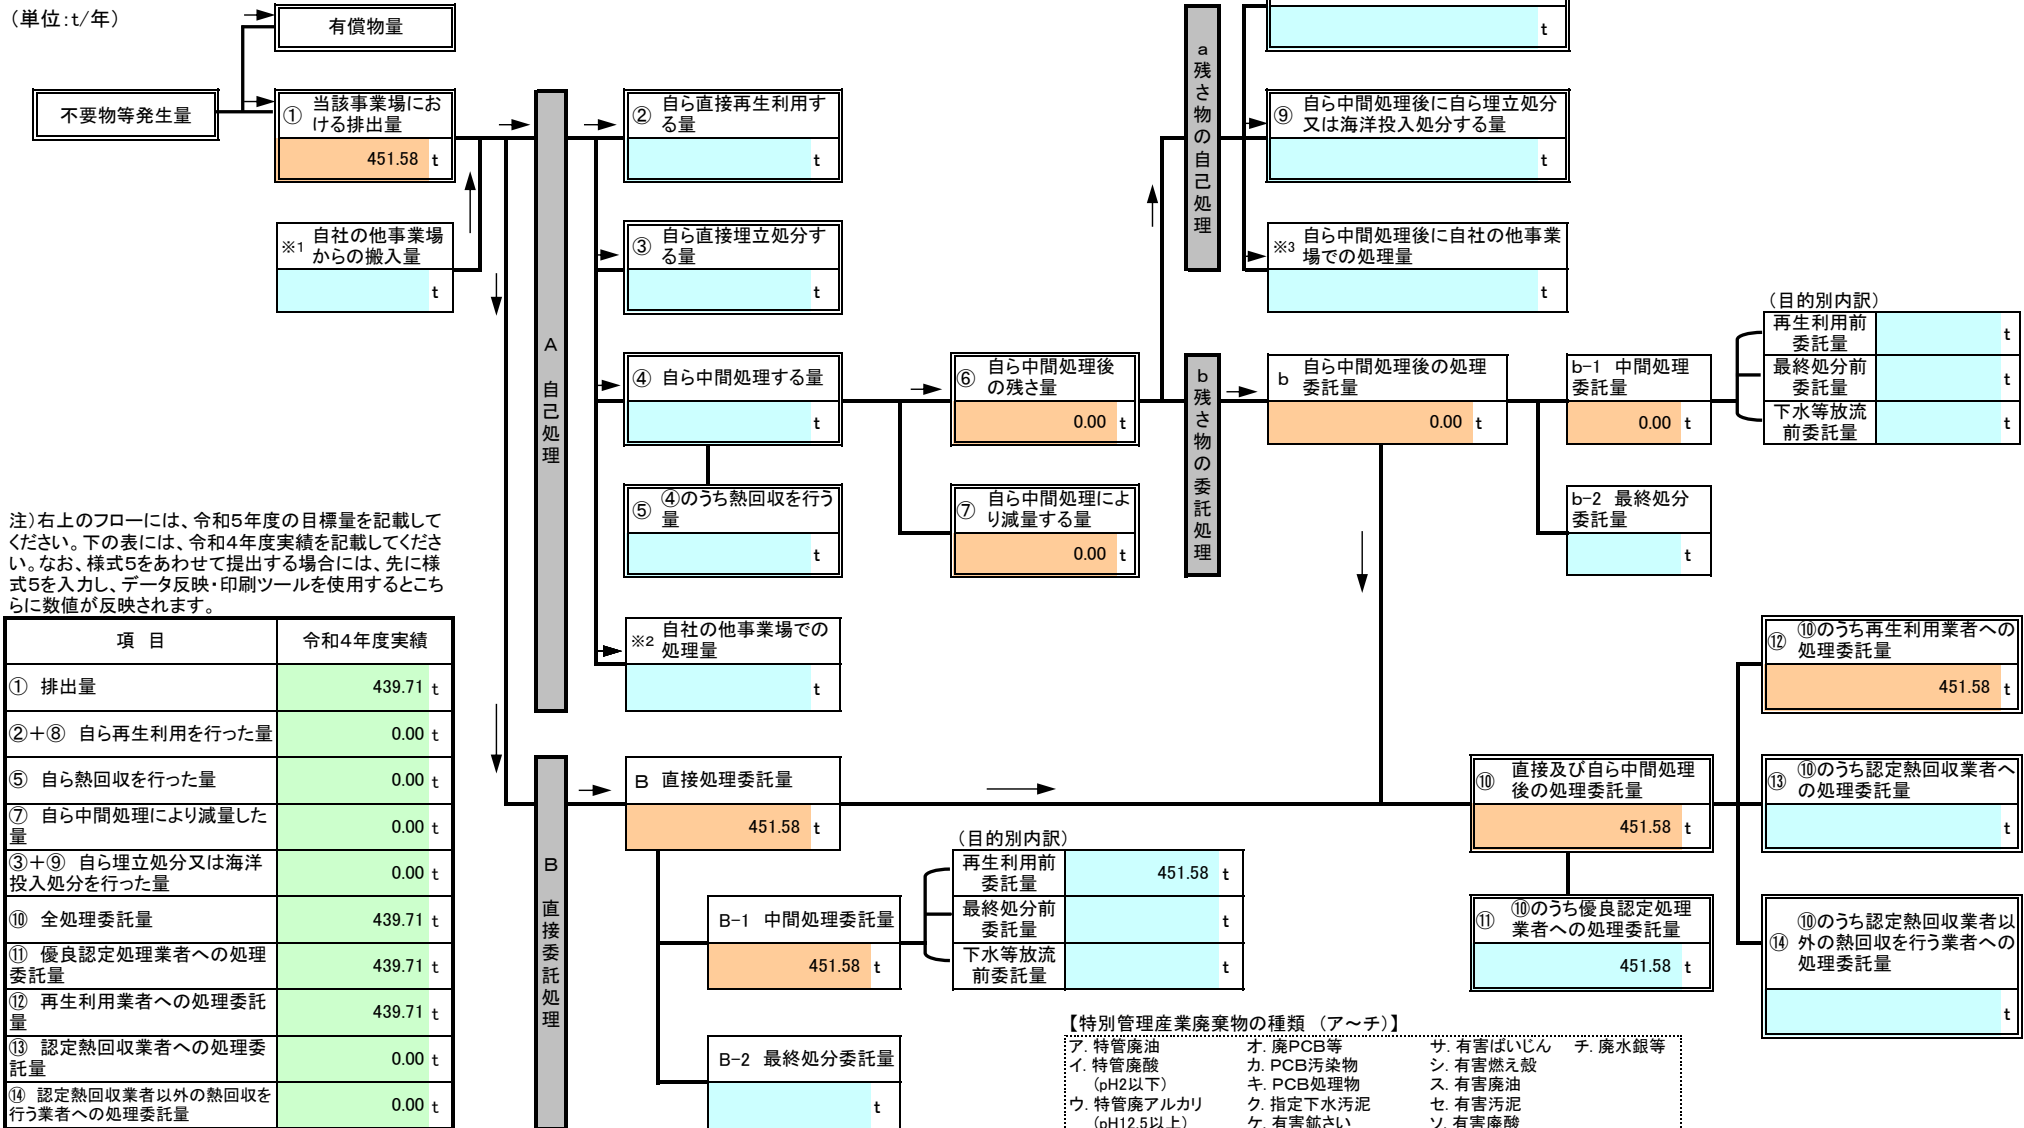 （単位:t/年）
有償物量
t
不要物等発生量
① 当該事業場にお
ける排出量
451.58 t
※1 自社の他事業場
からの搬入量
t
A 自己処理
② 自ら直接再生利用す
る量
t
③ 自ら直接埋立処分す
る量
t
④ 自ら中間処理する量
t
⑤ ④のうち熱回収を行う
量
t
※2 自社の他事業場での
処理量
t
⑥ 自ら中間処理後
の残さ量
0.00 t
⑦ 自ら中間処理によ
り減量する量
0.00 t
a 残さ物の自己処理
⑨ 自ら中間処理後に自ら埋立処分
又は海洋投入処分する量
t
※3 自ら中間処理後に自社の他事業
場での処理量
t
b 残さ物の委託処理
b 自ら中間処理後の処理
委託量
0.00 t
b-1 中間処理
委託量
0.00 t
b-2 最終処分
委託量
t
（目的別内訳）
再生利用前
委託量
t
最終処分前
委託量
t
下水等放流
前委託量
t
注）右上のフローには、令和5年度の目標量を記載して
ください。下の表には、令和4年度実績を記載してくださ
い。なお、様式5をあわせて提出する場合には、先に様
式5を入力し、データ反映・印刷ツールを使用するとこち
らに数値が反映されます。
項 目 令和4年度実績
① 排出量 439.71 t
②＋⑧ 自ら再生利用を行った量 0.00 t
⑤ 自ら熱回収を行った量 0.00 t
⑦ 自ら中間処理により減量した
量 0.00 t
③＋⑨ 自ら埋立処分又は海洋
投入処分を行った量 0.00 t
⑩ 全処理委託量 439.71 t
⑪ 優良認定処理業者への処理
委託量 439.71 t
⑫ 再生利用業者への処理委託
量 439.71 t
⑬ 認定熱回収業者への処理委
託量 0.00 t
⑭ 認定熱回収業者以外の熱回収を
行う業者への処理委託量 0.00 t
B 直接委託処理
B 直接処理委託量
451.58 t
B-1 中間処理委託量
451.58 t
B-2 最終処分委託量
t
（目的別内訳）
再生利用前
委託量
451.58 t
最終処分前
委託量
t
下水等放流
前委託量
t
⑩ 直接及び自ら中間処理
後の処理委託量
451.58 t
⑪ ⑩のうち優良認定処理
業者への処理委託量
451.58 t
⑫ ⑩のうち再生利用業者への
処理委託量
451.58 t
⑬ ⑩のうち認定熱回収業者へ
の処理委託量
t
⑭ ⑩のうち認定熱回収業者以
外の熱回収を行う業者への
処理委託量
t
【特別管理産業廃棄物の種類 （ア～チ）】
ア. 特管廃油 オ. 廃PCB等 サ. 有害ばいじん チ. 廃水銀等
イ. 特管廃酸 カ. PCB汚染物 シ. 有害燃え殻
（pH2以下） キ. PCB処理物 ス. 有害廃油
ウ. 特管廃アルカリ ク. 指定下水汚泥 セ. 有害汚泥
（pH12.5以上） ケ. 有害鉱さい ソ. 有害廃酸